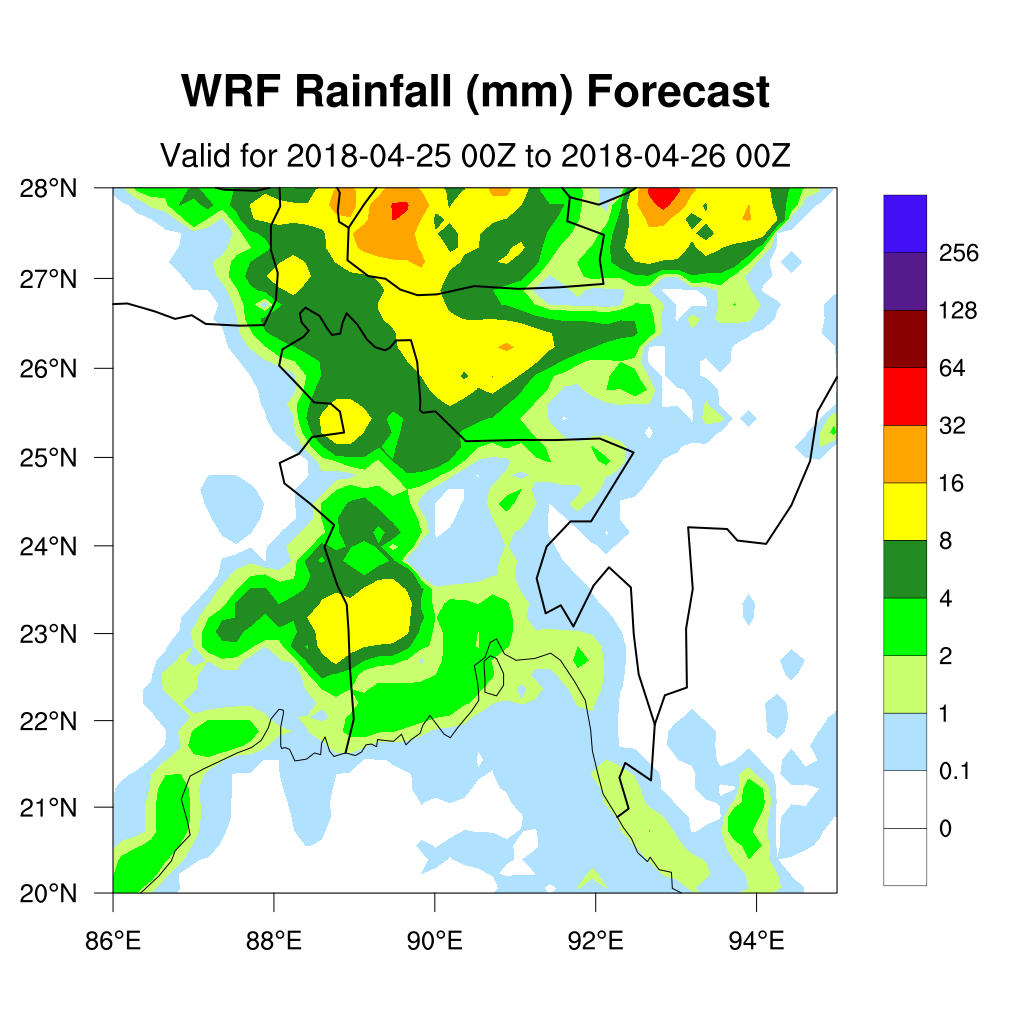 WRF Rainfall (mm) Forecast
Valid for 2018-04-25 00Z to 2018-04-26 00Z
28°N
27°N
26°N
25°N
24°N
23°N
22°N
21°N
20°N
86°E 88°E 90°E 92°E 94°E
256
128
64
32
16
8
4
2
1
0.1
0